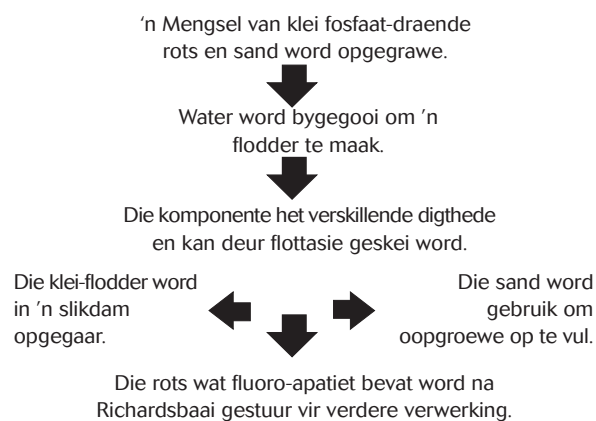 ’n Mengsel van klei fosfaat-draende
rots en sand word opgegrawe.
Water word bygegooi om ’n
flodder te maak.
Die komponente het verskillende digthede
en kan deur flottasie geskei word.
Die klei-flodder word
in ’n slikdam
opgegaar.
Die sand word
gebruik om
oopgroewe op te vul.
Die rots wat fluoro-apatiet bevat word na
Richardsbaai gestuur vir verdere verwerking.